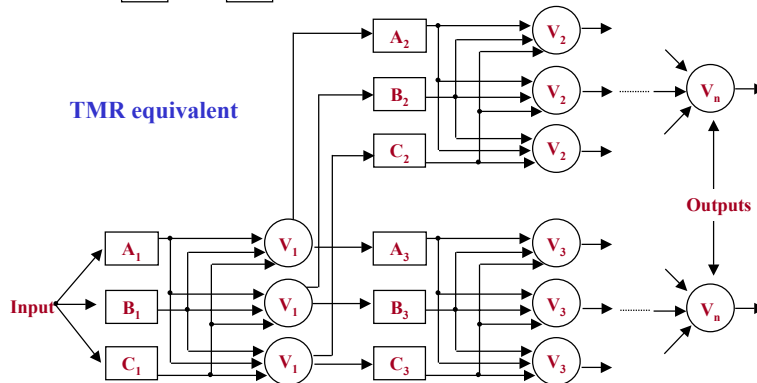 A₂ V₂
B₂ V₂ Vₙ
TMR equivalent
C₂ V₂
Outputs
A₁ V₁ A₃ V₃
Input B₁ V₁ B₃ V₃ Vₙ
C₁ V₁ C₃ V₃